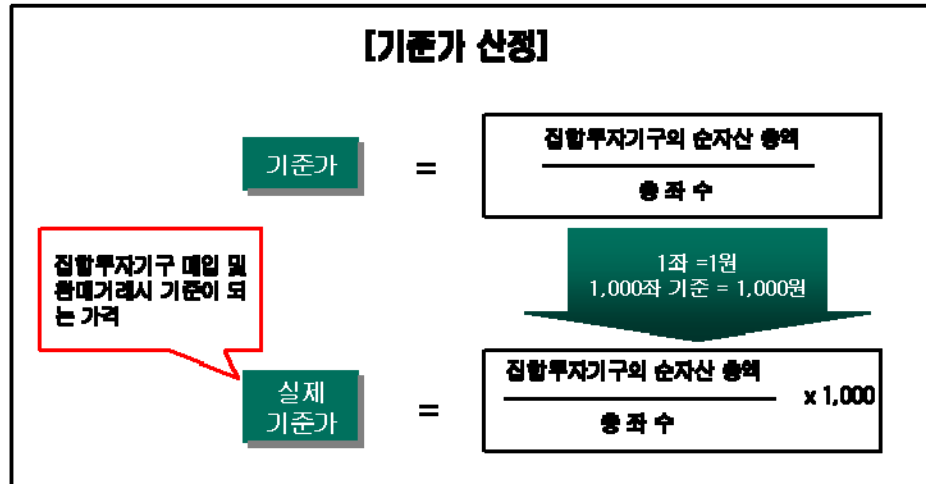 [기준가 산정]
기준가
=
집합투자기구의 순자산 총액
총 좌 수
집합투자기구 매입 및
환매거래시 기준이 되
는 가격
1좌 =1원
1,000좌 기준 = 1,000원
실제
기준가
=
집합투자기구의 순자산 총액
x 1,000
총 좌 수